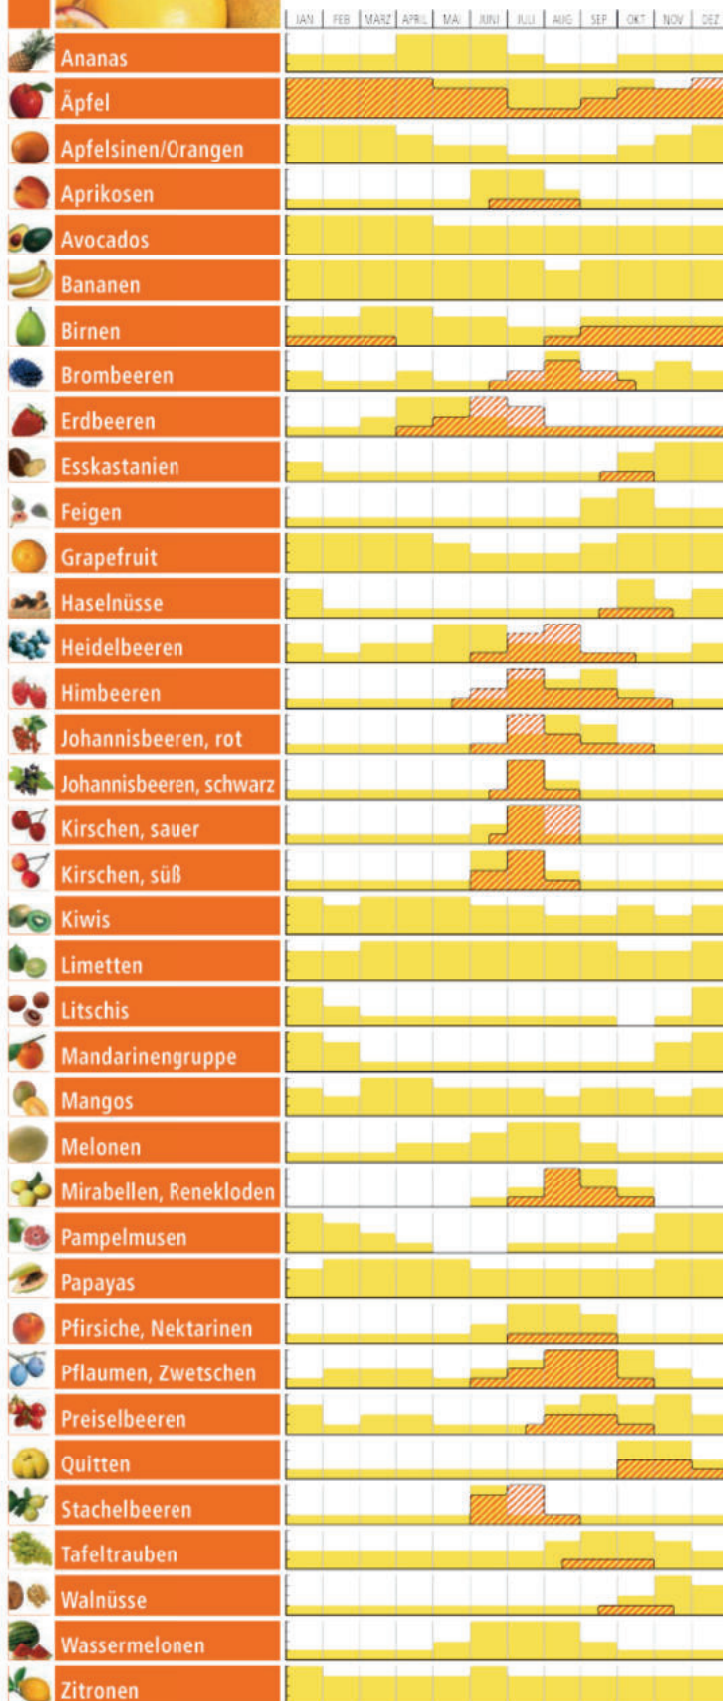 JAN FEB MÄRZ APRIL MAI JUNI JULI AUG SEP OKT NOV DEZ
Ananas
Äpfel
Apfelsinen/Orangen
Aprikosen
Avocados
Bananen
Birnen
Brombeeren
Erdbeeren
Esskastanien
Feigen
Grapefruit
Haselnüsse
Heidelbeeren
Himbeeren
Johannisbeeren, rot
Johannisbeeren, schwarz
Kirschen, sauer
Kirschen, süß
Kiwis
Limetten
Litschis
Mandarinengruppe
Mangos
Melonen
Mirabellen, Renekloden
Pampelmusen
Papayas
Pfirsiche, Nektarinen
Pflaumen, Zwetschen
Preiselbeeren
Quitten
Stachelbeeren
Tafeltrauben
Walnüsse
Wassermelonen
Zitronen